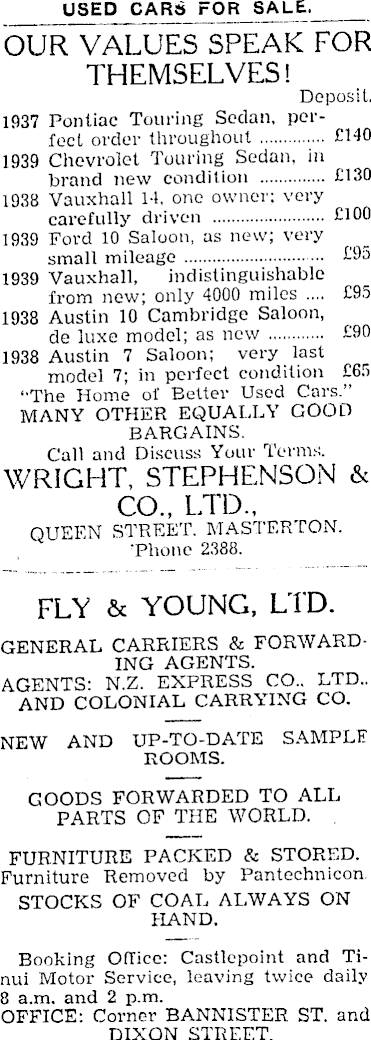 USED CARS FOR SALE.
OUR VALUES SPEAK FOR
THEMSELVES!
Deposit.
1937 Pontiac Touring Sedan, per-
fect order throughout .............. £140
1939 Chevrolet Touring Sedan, in
brand new condition .............. £130
1938 Vauxhall 14, one owner; very
carefully driven ........................ £100
1939 Ford 10 Saloon, as new; very
small mileage .............................. £95
1939 Vauxhall, indistinguishable
from new; only 4000 miles .... £95
1938 Austin 10 Cambridge Saloon,
de luxe model; as new ............ £90
1938 Austin 7 Saloon; very last
model 7; in perfect condition £65
"The Home of Better Used Cars."
MANY OTHER EQUALLY GOOD
BARGAINS.
Call and Discuss Your Terms.
WRIGHT, STEPHENSON &
CO., LTD.,
QUEEN STREET. MASTERTON.
'Phone 2388.
FLY & YOUNG, LTD.
GENERAL CARRIERS & FORWARD-
ING AGENTS.
AGENTS: N.Z. EXPRESS CO., LTD.,
AND COLONIAL CARRYING CO.
NEW AND UP-TO-DATE SAMPLE
ROOMS.
GOODS FORWARDED TO ALL
PARTS OF THE WORLD.
FURNITURE PACKED & STORED.
Furniture Removed by Pantechnicon.
STOCKS OF COAL ALWAYS ON
HAND.
Booking Office: Castlepoint and Ti-
nui Motor Service, leaving twice daily
8 a.m. and 2 p.m.
OFFICE: Corner BANNISTER ST. and
DIXON STREET.